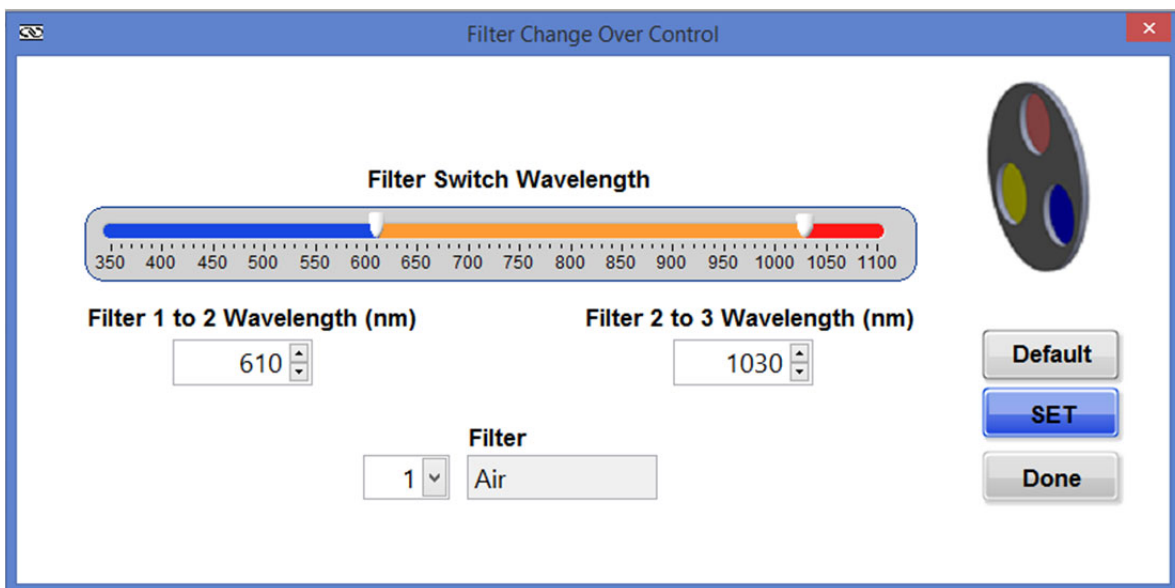 Filter Change Over Control
Filter Switch Wavelength
350 400 450 500 550 600 650 700 750 800 850 900 950 1000 1050 1100
Filter 1 to 2 Wavelength (nm) Filter 2 to 3 Wavelength (nm)
610 1030
Default
SET
Filter
1 Air
Done